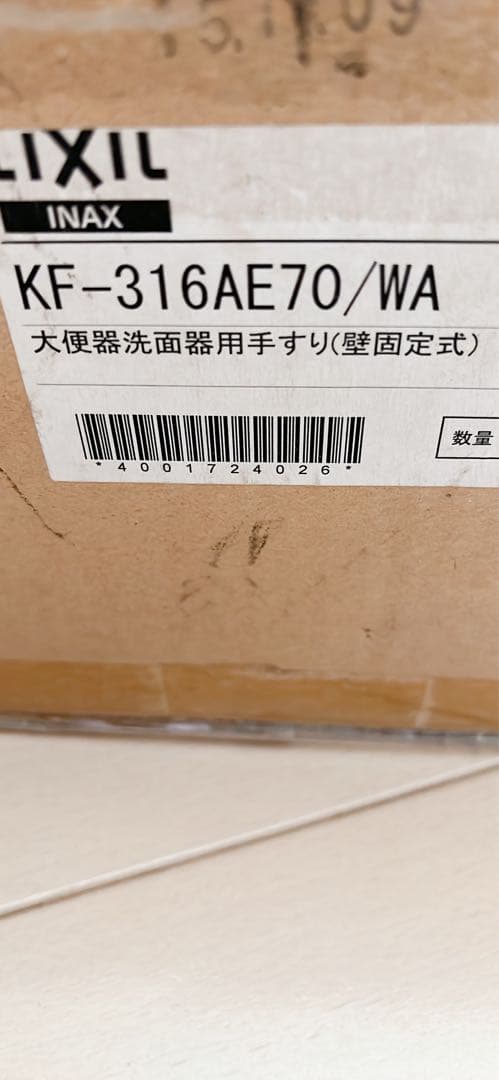 LIXIL
INAX
KF-316AE70/WA
大便器洗面器用手すり(壁固定式)
*4001724026*
数量